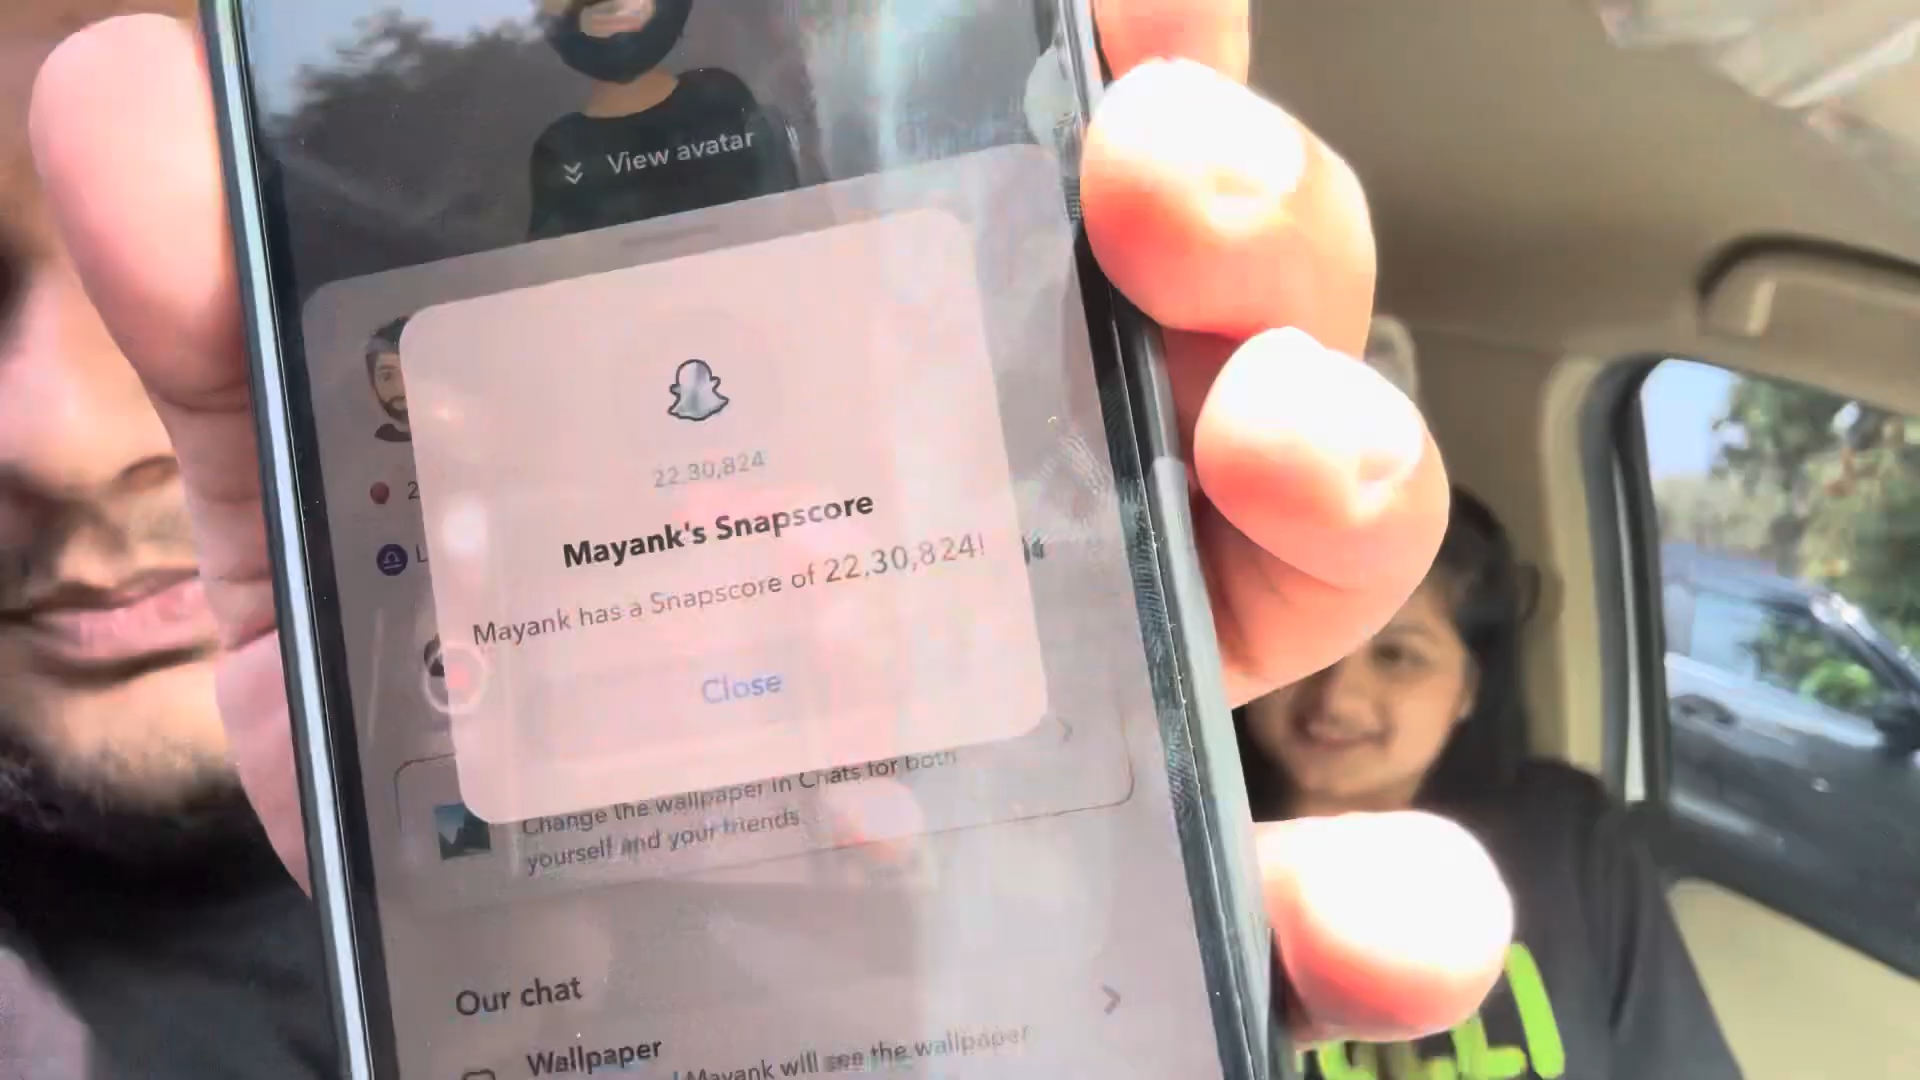 View avatar
22,30,824
Mayank's Snapscore
Mayank has a Snapscore of 22,30,824!
Close
Change the wallpaper in Chats for both
yourself and your friends.
Our chat
Wallpaper
Mayank will see the wallpaper